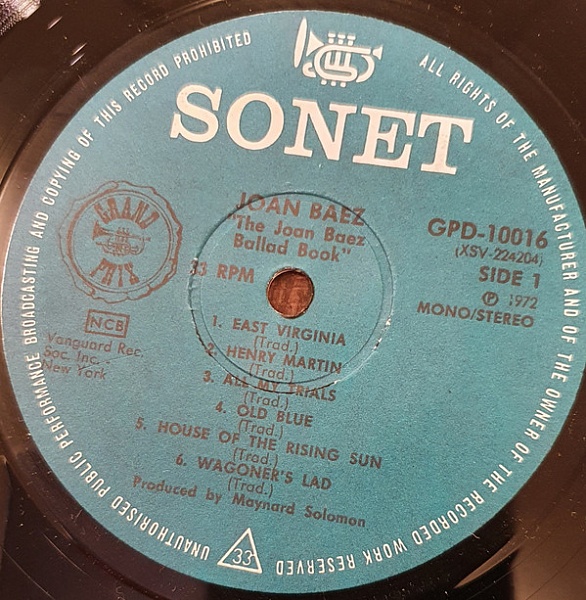 UNAUTHORISED PUBLIC PERFORMANCE BROADCASTING AND COPYING OF THIS RECORD PROHIBITED
ALL RIGHTS OF THE MANUFACTURER AND OF THE OWNER OF THE RECORDED WORK RESERVED
SONET
GRAND PRIX
JOAN BAEZ
"The Joan Baez
Ballad Book"
33 RPM
GPD-10016
(XSV-224204)
SIDE 1
Ⓟ 1972
MONO/STEREO
NCB
Vanguard Rec.
Soc. Inc. -
New York
1. EAST VIRGINIA
(Trad.)
2. HENRY MARTIN
(Trad.)
3. ALL MY TRIALS
(Trad.)
4. OLD BLUE
(Trad.)
5. HOUSE OF THE RISING SUN
(Trad.)
6. WAGONER'S LAD
(Trad.)
Produced by Maynard Solomon
33